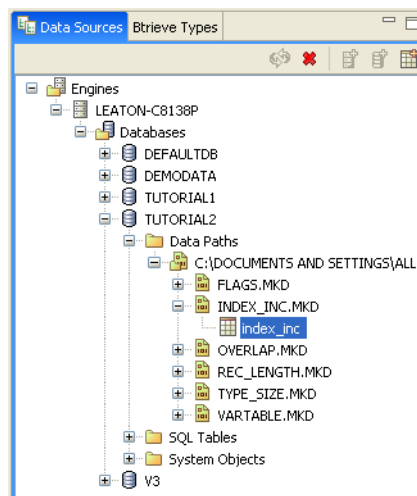 Data Sources Btrieve Types
Engines
LEATON-C8138P
Databases
DEFAULTDB
DEMODATA
TUTORIAL1
TUTORIAL2
Data Paths
C:\DOCUMENTS AND SETTINGS\ALL
FLAGS.MKD
INDEX_INC.MKD
index_inc
OVERLAP.MKD
REC_LENGTH.MKD
TYPE_SIZE.MKD
VARTABLE.MKD
SQL Tables
System Objects
V3